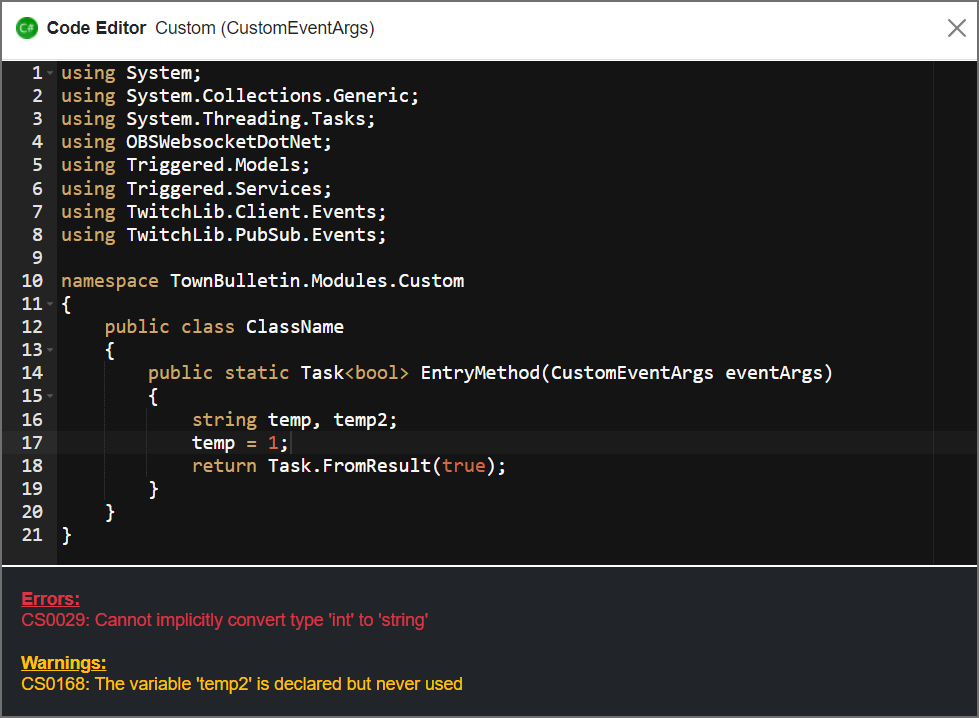 C# Code Editor Custom (CustomEventArgs)
1 using System;
2 using System.Collections.Generic;
3 using System.Threading.Tasks;
4 using OBSWebsocketDotNet;
5 using Triggered.Models;
6 using Triggered.Services;
7 using TwitchLib.Client.Events;
8 using TwitchLib.PubSub.Events;
9
10 namespace TownBulletin.Modules.Custom
11 {
12     public class ClassName
13     {
14         public static Task<bool> EntryMethod(CustomEventArgs eventArgs)
15         {
16             string temp, temp2;
17             temp = 1;
18             return Task.FromResult(true);
19         }
20     }
21 }
Errors:
CS0029: Cannot implicitly convert type 'int' to 'string'
Warnings:
CS0168: The variable 'temp2' is declared but never used